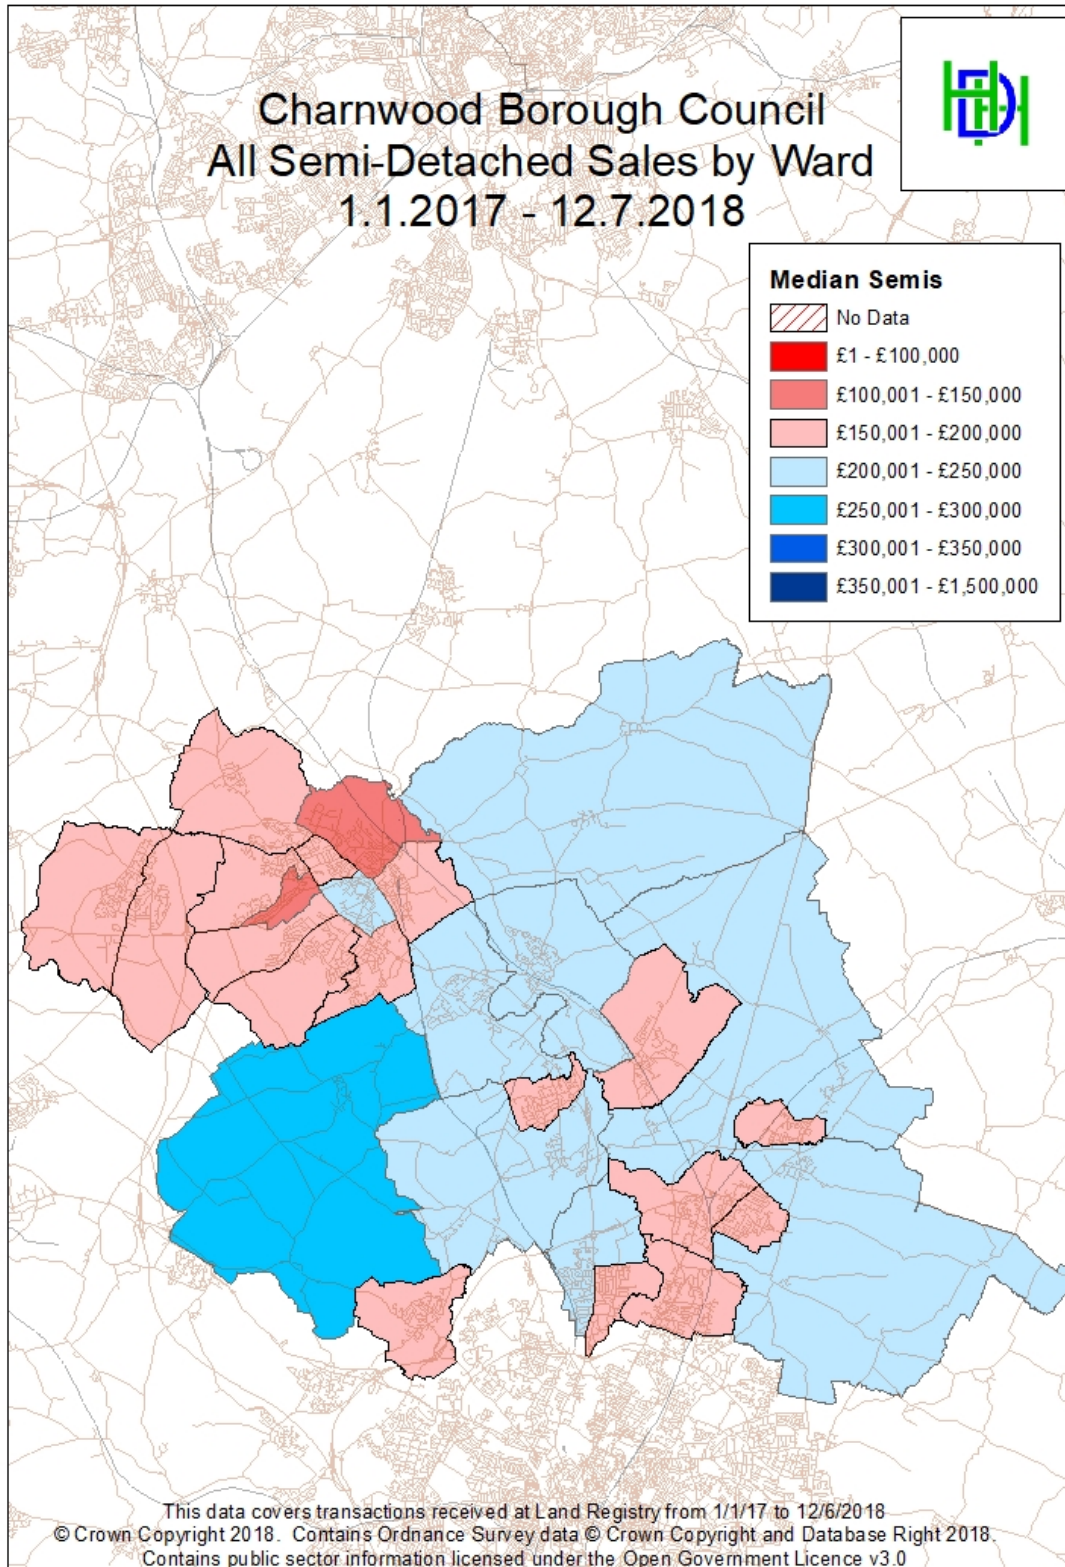 Charnwood Borough Council
All Semi-Detached Sales by Ward
1.1.2017 - 12.7.2018
HDH
Median Semis
No Data
£1 - £100,000
£100,001 - £150,000
£150,001 - £200,000
£200,001 - £250,000
£250,001 - £300,000
£300,001 - £350,000
£350,001 - £1,500,000
This data covers transactions received at Land Registry from 1/1/17 to 12/6/2018
© Crown Copyright 2018. Contains Ordnance Survey data © Crown Copyright and Database Right 2018.
Contains public sector information licensed under the Open Government Licence v3.0